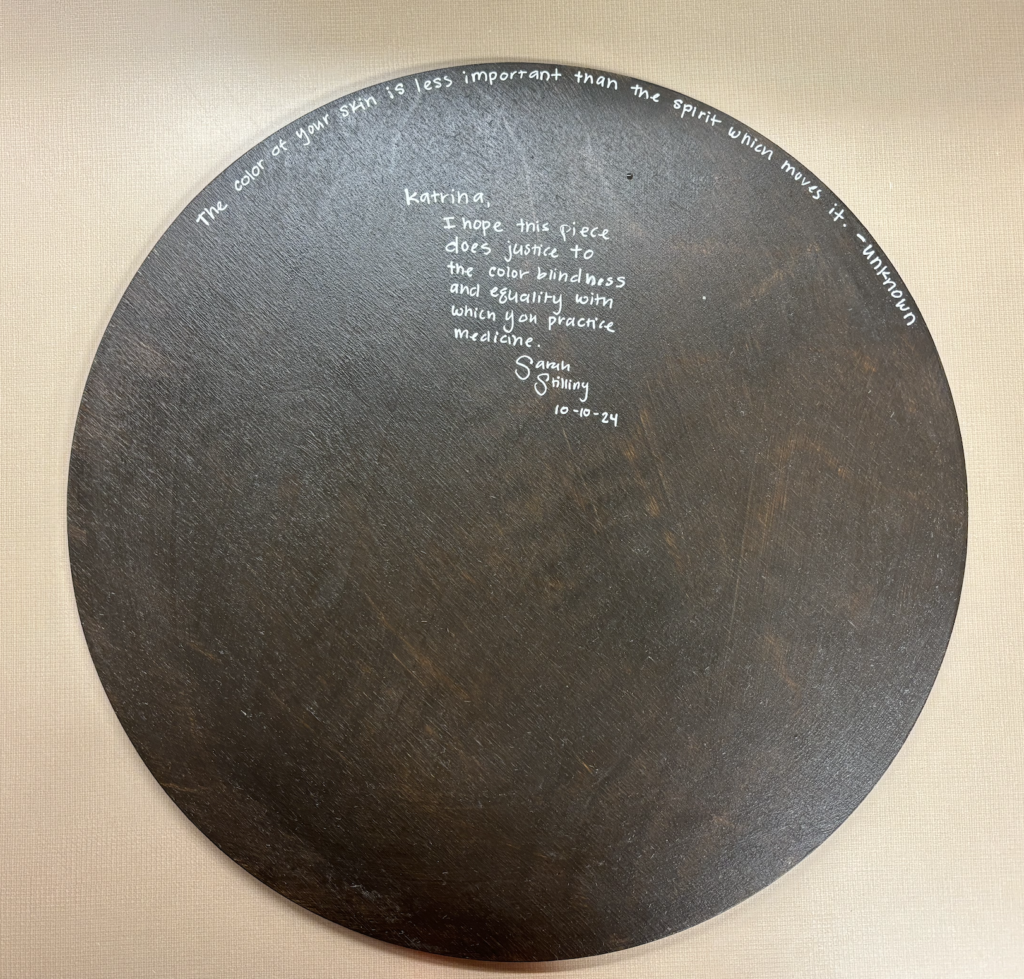 The color of your skin is less important than the spirit which moves it. -unknown
Katrina,
I hope this piece
does justice to
the color blindness
and equality with
which you practice
medicine.
Sarah
Stilling
10-10-24